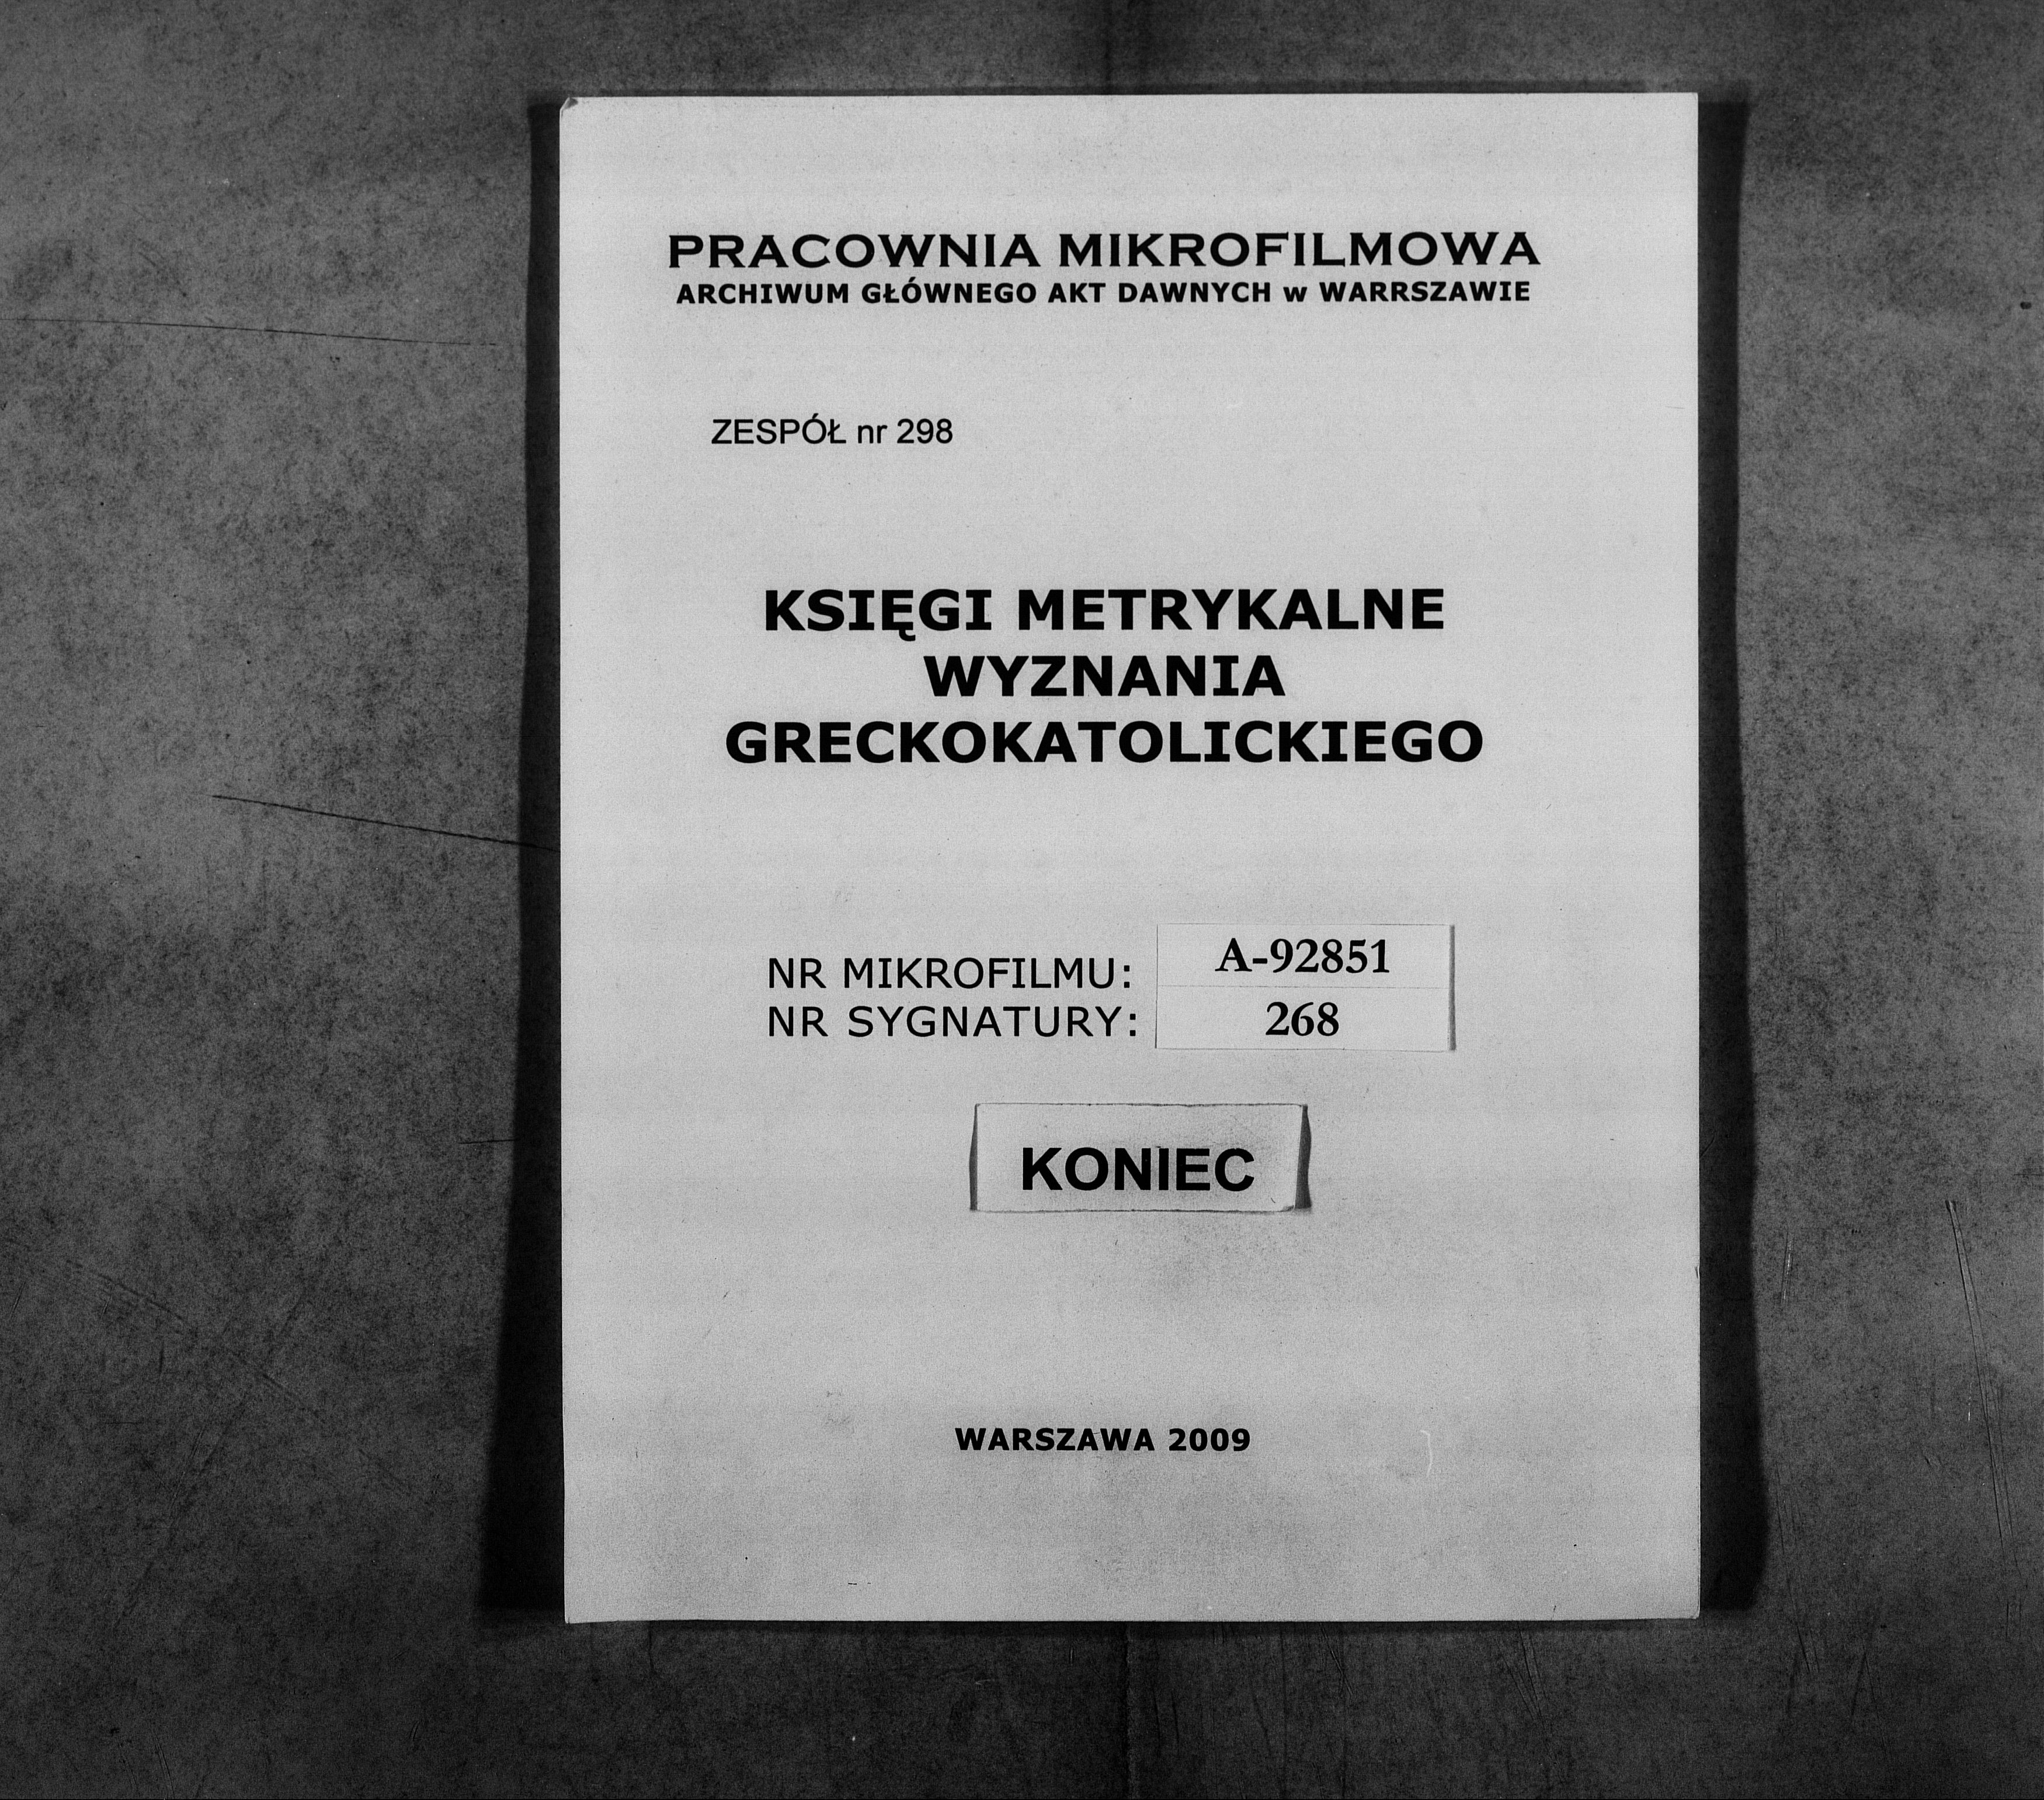 PRACOWNIA MIKROFILMOWA
ARCHIWUM GŁÓWNEGO AKT DAWNYCH w WARRSZAWIE
ZESPÓŁ nr 298
KSIĘGI METRYKALNE
WYZNANIA
GRECKOKATOLICKIEGO
NR MIKROFILMU: A-92851
NR SYGNATURY: 268
KONIEC
WARSZAWA 2009